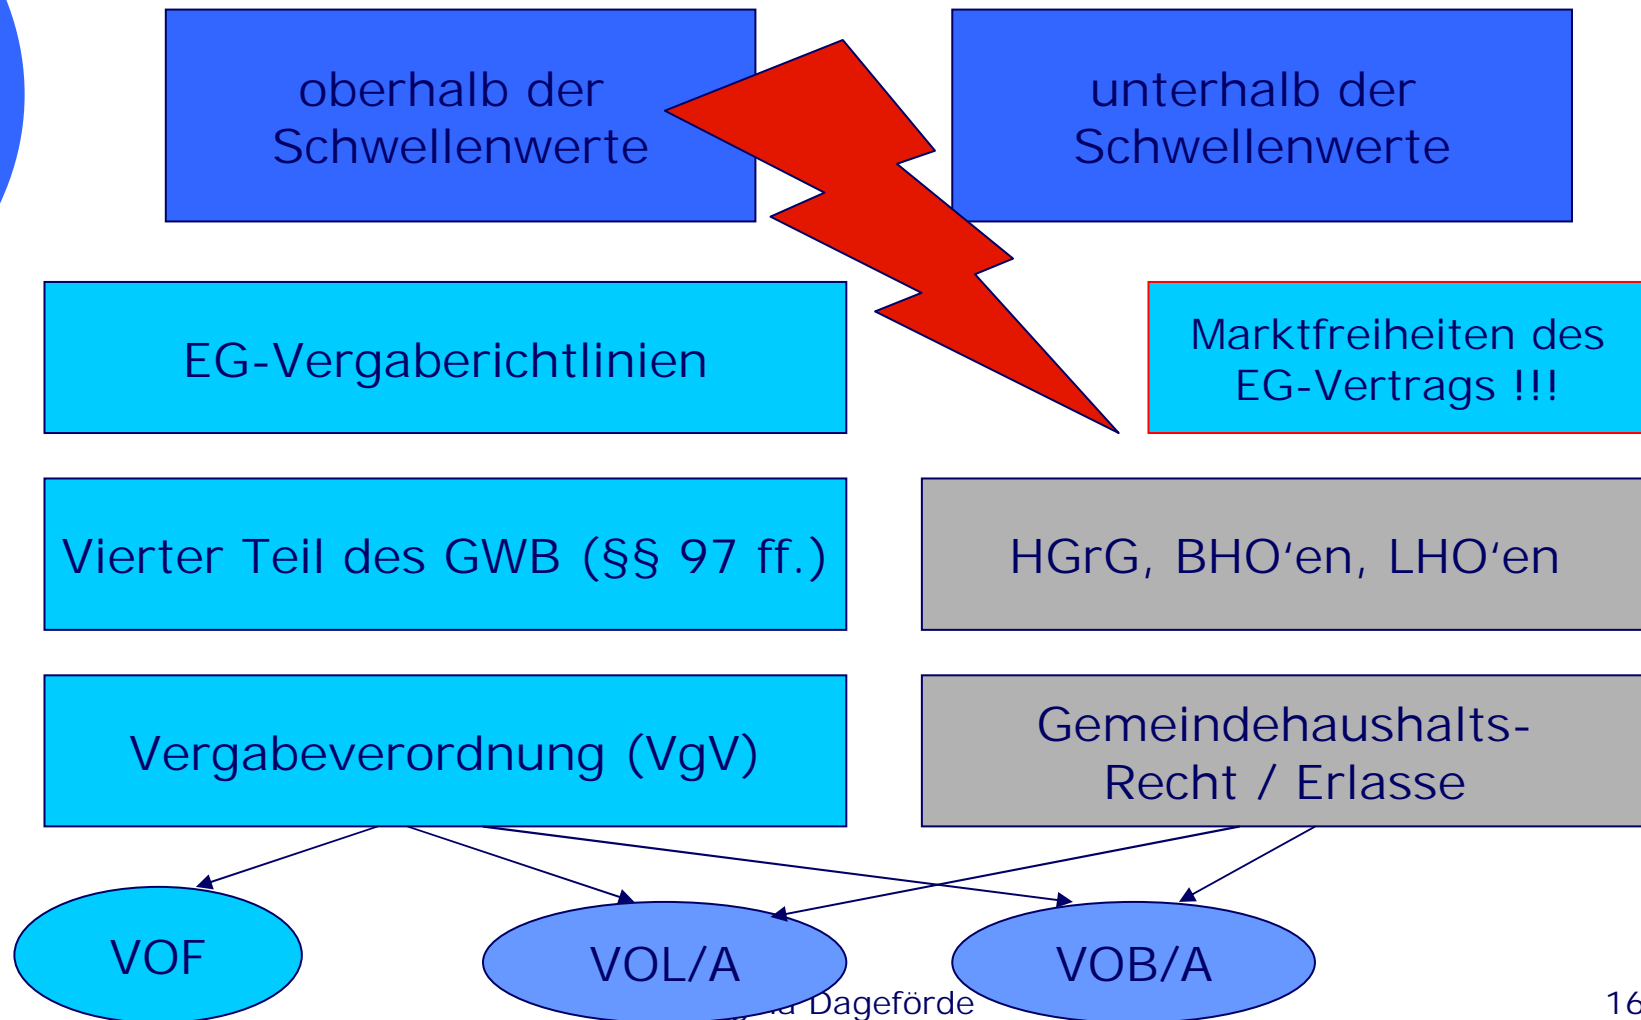 oberhalb der
Schwellenwerte
unterhalb der
Schwellenwerte
EG-Vergaberichtlinien
Marktfreiheiten des
EG-Vertrags !!!
Vierter Teil des GWB (§§ 97 ff.)
HGrG, BHO‘en, LHO‘en
Vergabeverordnung (VgV)
Gemeindehaushalts-
Recht / Erlasse
VOF
VOL/A
VOB/A
Dageförde
16